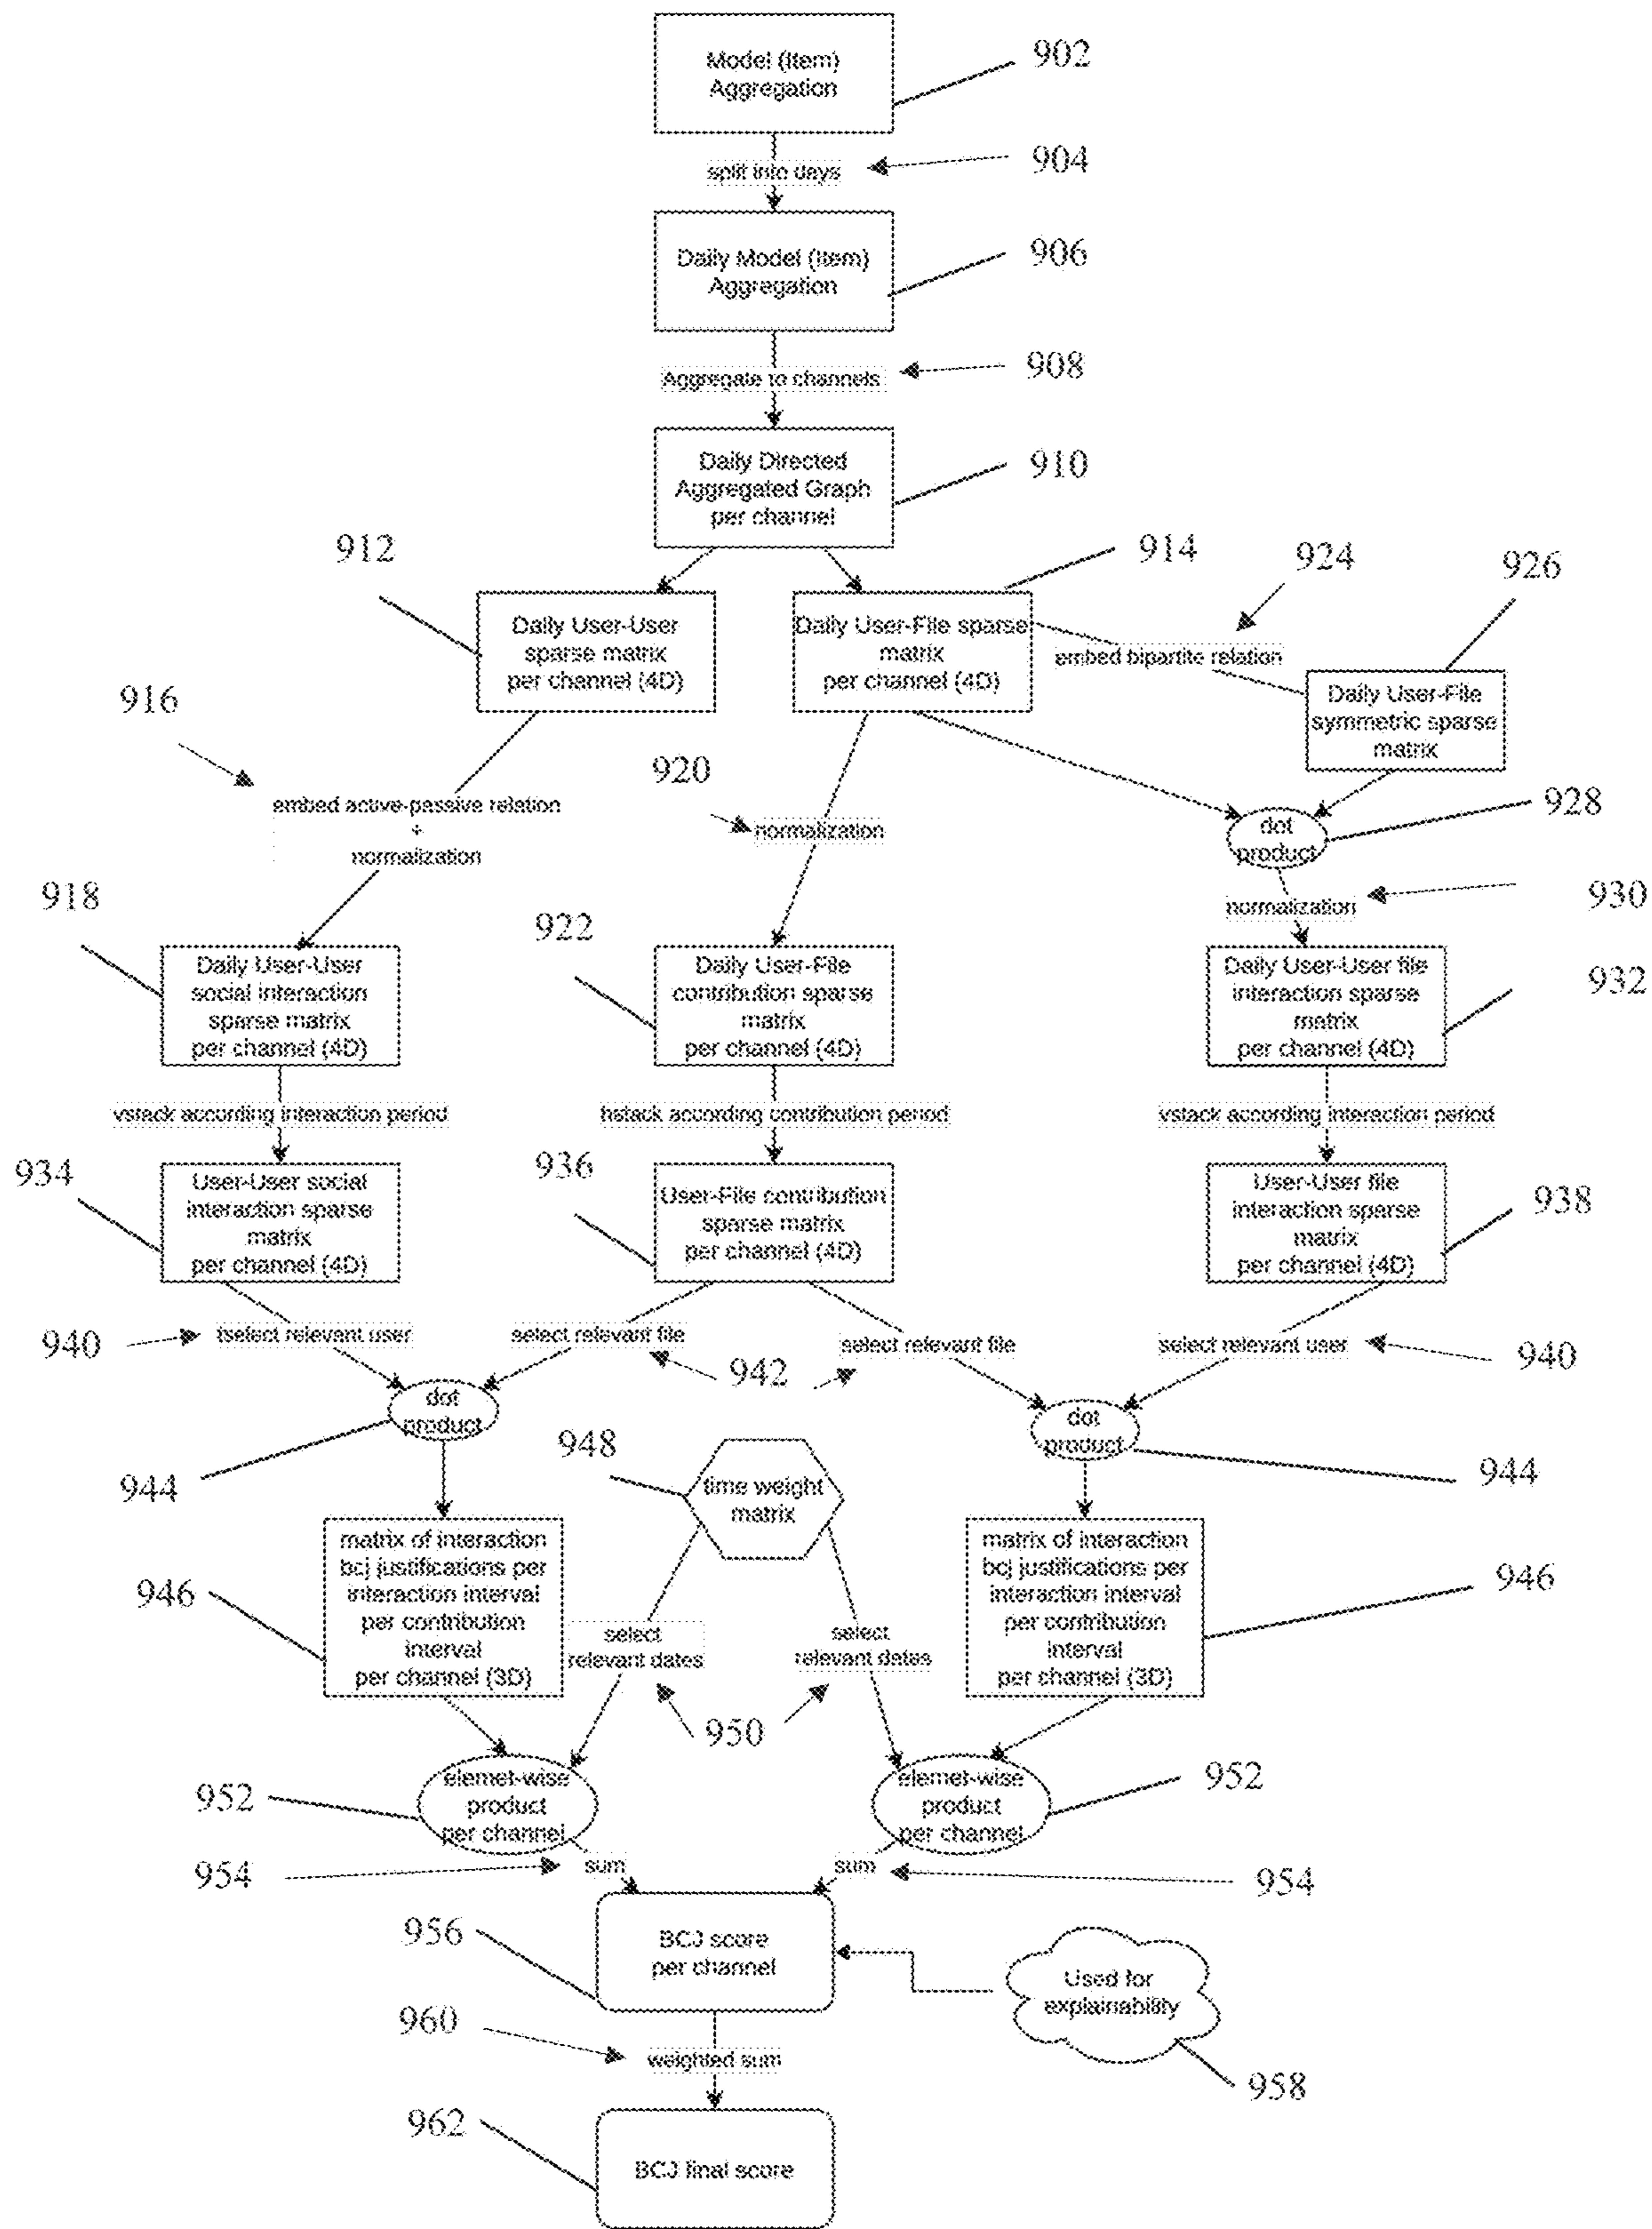 Model (Item)
Aggregation
902
split into days
904
Daily Model (Item)
Aggregation
906
Aggregate to channels
908
Daily Directed
Aggregated Graph
per channel
910
912
914
924
926
Daily User-User
sparse matrix
per channel (4D)
Daily User-File sparse
matrix
per channel (4D)
embed bipartite relation
Daily User-File
symmetric sparse
matrix
916
embed active-passive relation
+
normalization
920
normalization
dot
product
928
normalization
930
918
922
932
Daily User-User
social interaction
sparse matrix
per channel (4D)
Daily User-File
contribution sparse
matrix
per channel (4D)
Daily User-User file
interaction sparse
matrix
per channel (4D)
vstack according interaction period
hstack according contribution period
vstack according interaction period
934
936
938
User-User social
interaction sparse
matrix
per channel (4D)
User-File contribution
sparse matrix
per channel (4D)
User-User file
interaction sparse
matrix
per channel (4D)
940
tselect relevant user
select relevant file
942
select relevant file
select relevant user
940
dot
product
dot
product
944
944
948
time weight
matrix
matrix of interaction
bcj justifications per
interaction interval
per contribution
interval
per channel (3D)
matrix of interaction
bcj justifications per
interaction interval
per contribution
interval
per channel (3D)
946
946
select
relevant dates
select
relevant dates
950
elemet-wise
product
per channel
elemet-wise
product
per channel
952
952
954
sum
sum
954
956
BCJ score
per channel
Used for
explainability
958
960
weighted sum
962
BCJ final score